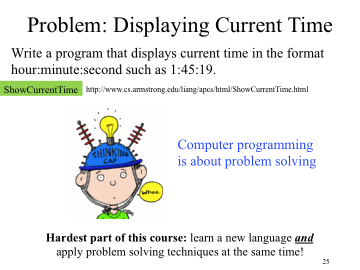 Problem: Displaying Current Time
Write a program that displays current time in the format
hour:minute:second such as 1:45:19.
ShowCurrentTime http://www.cs.armstrong.edu/liang/apcs/html/ShowCurrentTime.html
THINKING
CAP
Whoa.
Computer programming
is about problem solving
Hardest part of this course: learn a new language and
apply problem solving techniques at the same time!
25